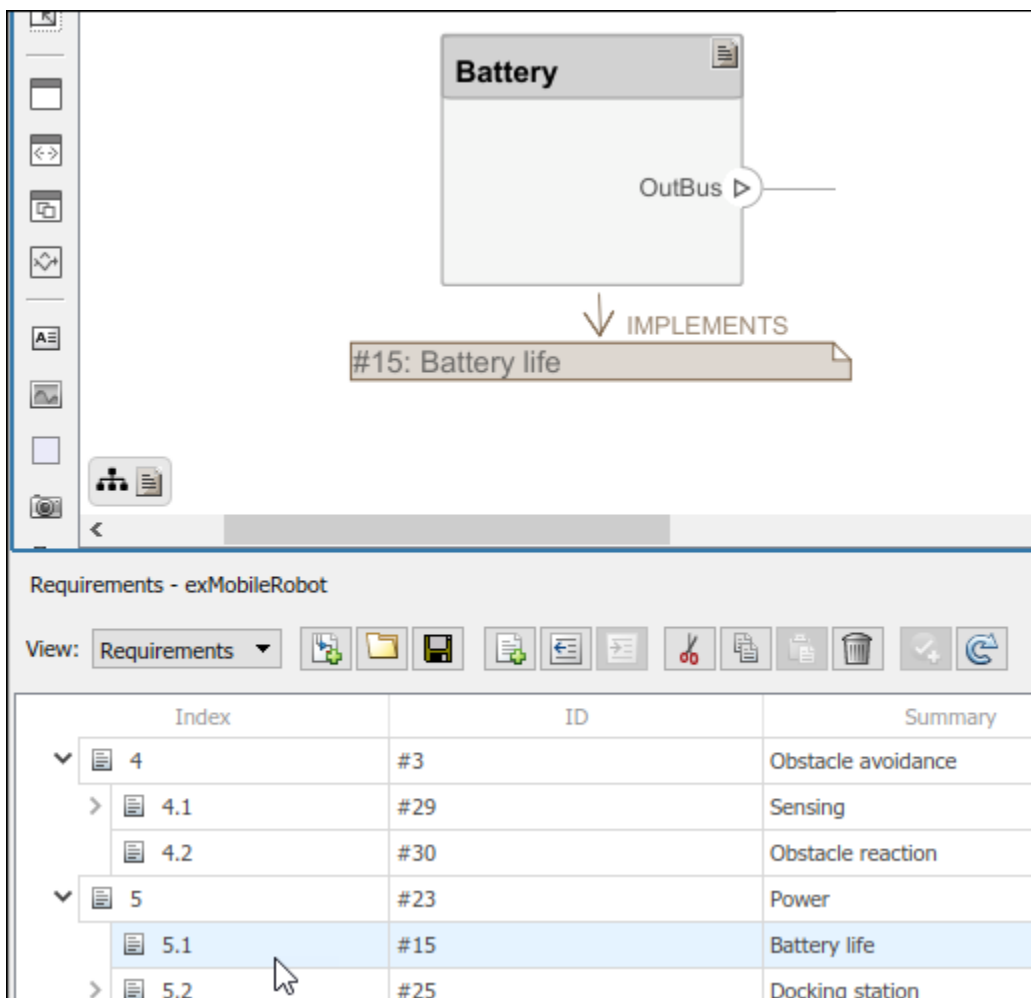 Battery
OutBus
IMPLEMENTS
#15: Battery life
Requirements - exMobileRobot
View: Requirements
Index ID Summary
4 #3 Obstacle avoidance
4.1 #29 Sensing
4.2 #30 Obstacle reaction
5 #23 Power
5.1 #15 Battery life
5.2 #25 Docking station